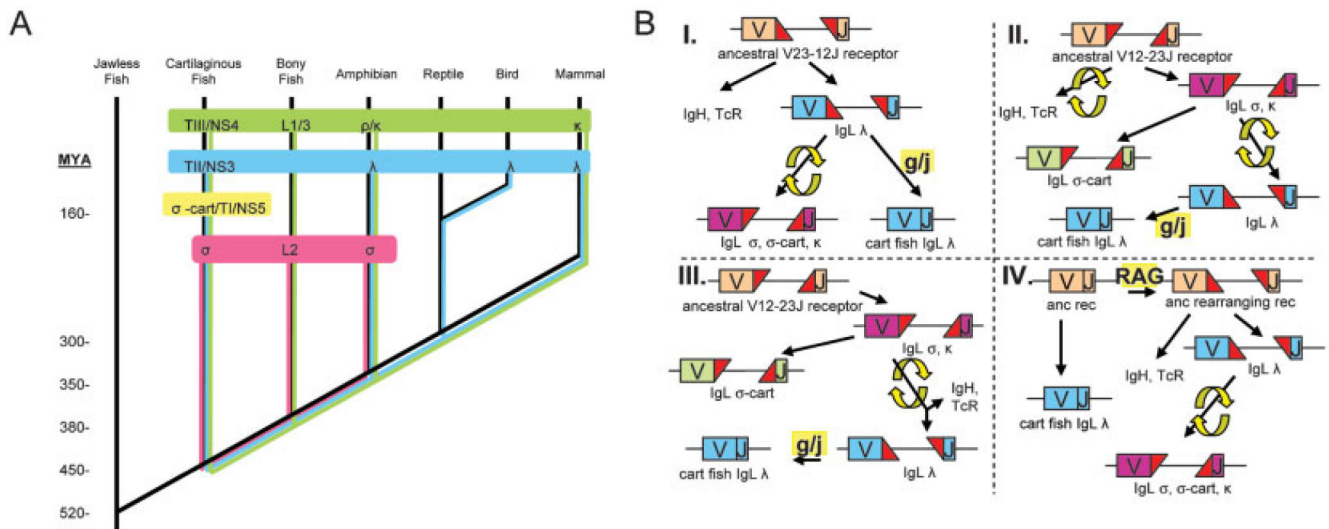 A
Jawless Fish
Cartilaginous Fish
Bony Fish
Amphibian
Reptile
Bird
Mammal
TIII/NS4 L1/3 ρ/κ κ
MYA
TII/NS3 λ λ λ
σ -cart/TI/NS5
160-
σ L2 σ
300-
350-
380-
450-
520-
B
I.
V J
ancestral V23-12J receptor
IgH, TcR
V J
IgL λ
g/j
V J
IgL σ, σ-cart, κ
V J
cart fish IgL λ
II.
V J
ancestral V12-23J receptor
IgH, TcR
V J
IgL σ, κ
V J
IgL σ-cart
V J
IgL λ
g/j
V J
cart fish IgL λ
III.
V J
ancestral V12-23J receptor
V J
IgL σ, κ
V J
IgL σ-cart
IgH,
TcR
V J
IgL λ
g/j
V J
cart fish IgL λ
IV.
V J
anc rec
RAG
V J
anc rearranging rec
IgH, TcR
V J
IgL λ
V J
cart fish IgL λ
V J
IgL σ, σ-cart, κ